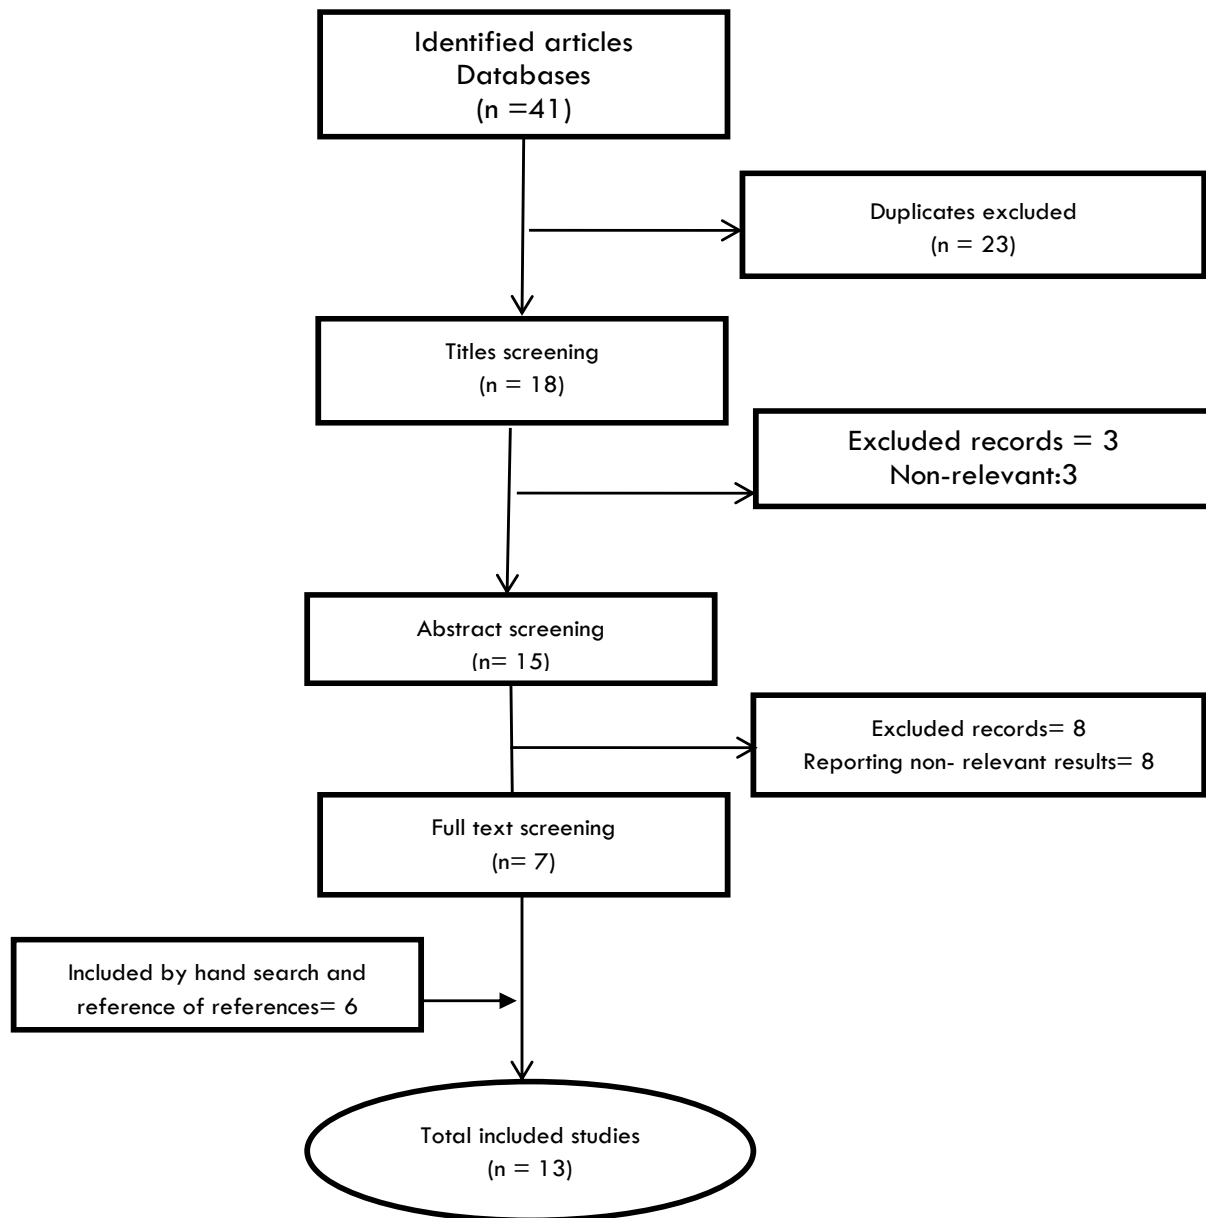 Identified articles
Databases
(n =41)
Duplicates excluded
(n = 23)
Titles screening
(n = 18)
Excluded records = 3
Non-relevant:3
Abstract screening
(n= 15)
Excluded records= 8
Reporting non- relevant results= 8
Full text screening
(n= 7)
Included by hand search and
reference of references= 6
Total included studies
(n = 13)